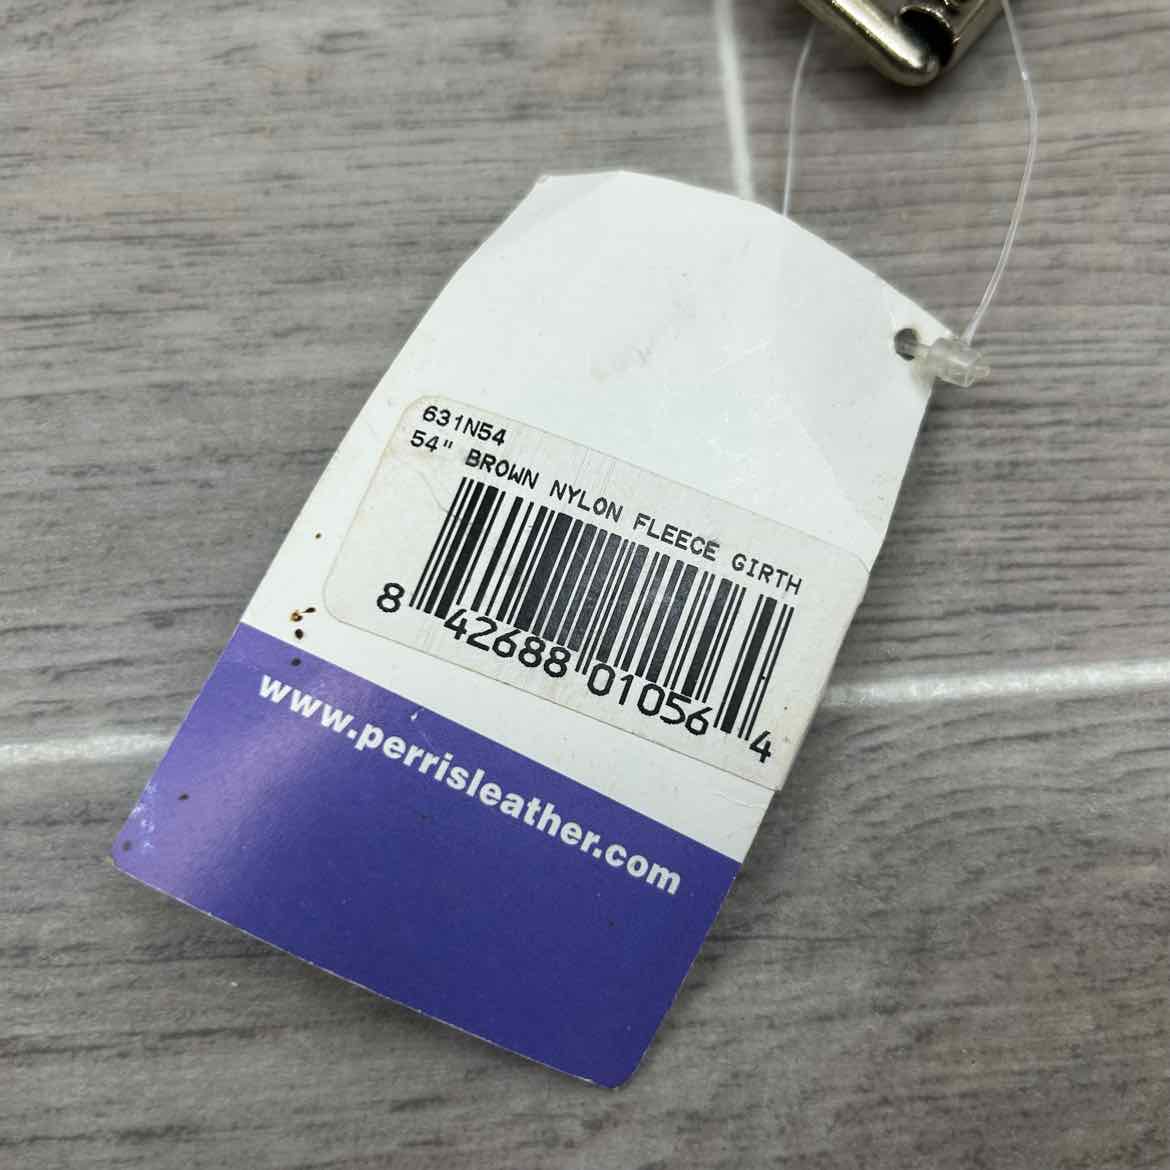 631N54
54" BROWN NYLON FLEECE GIRTH
8 42688 01056 4
www.perrisleather.com